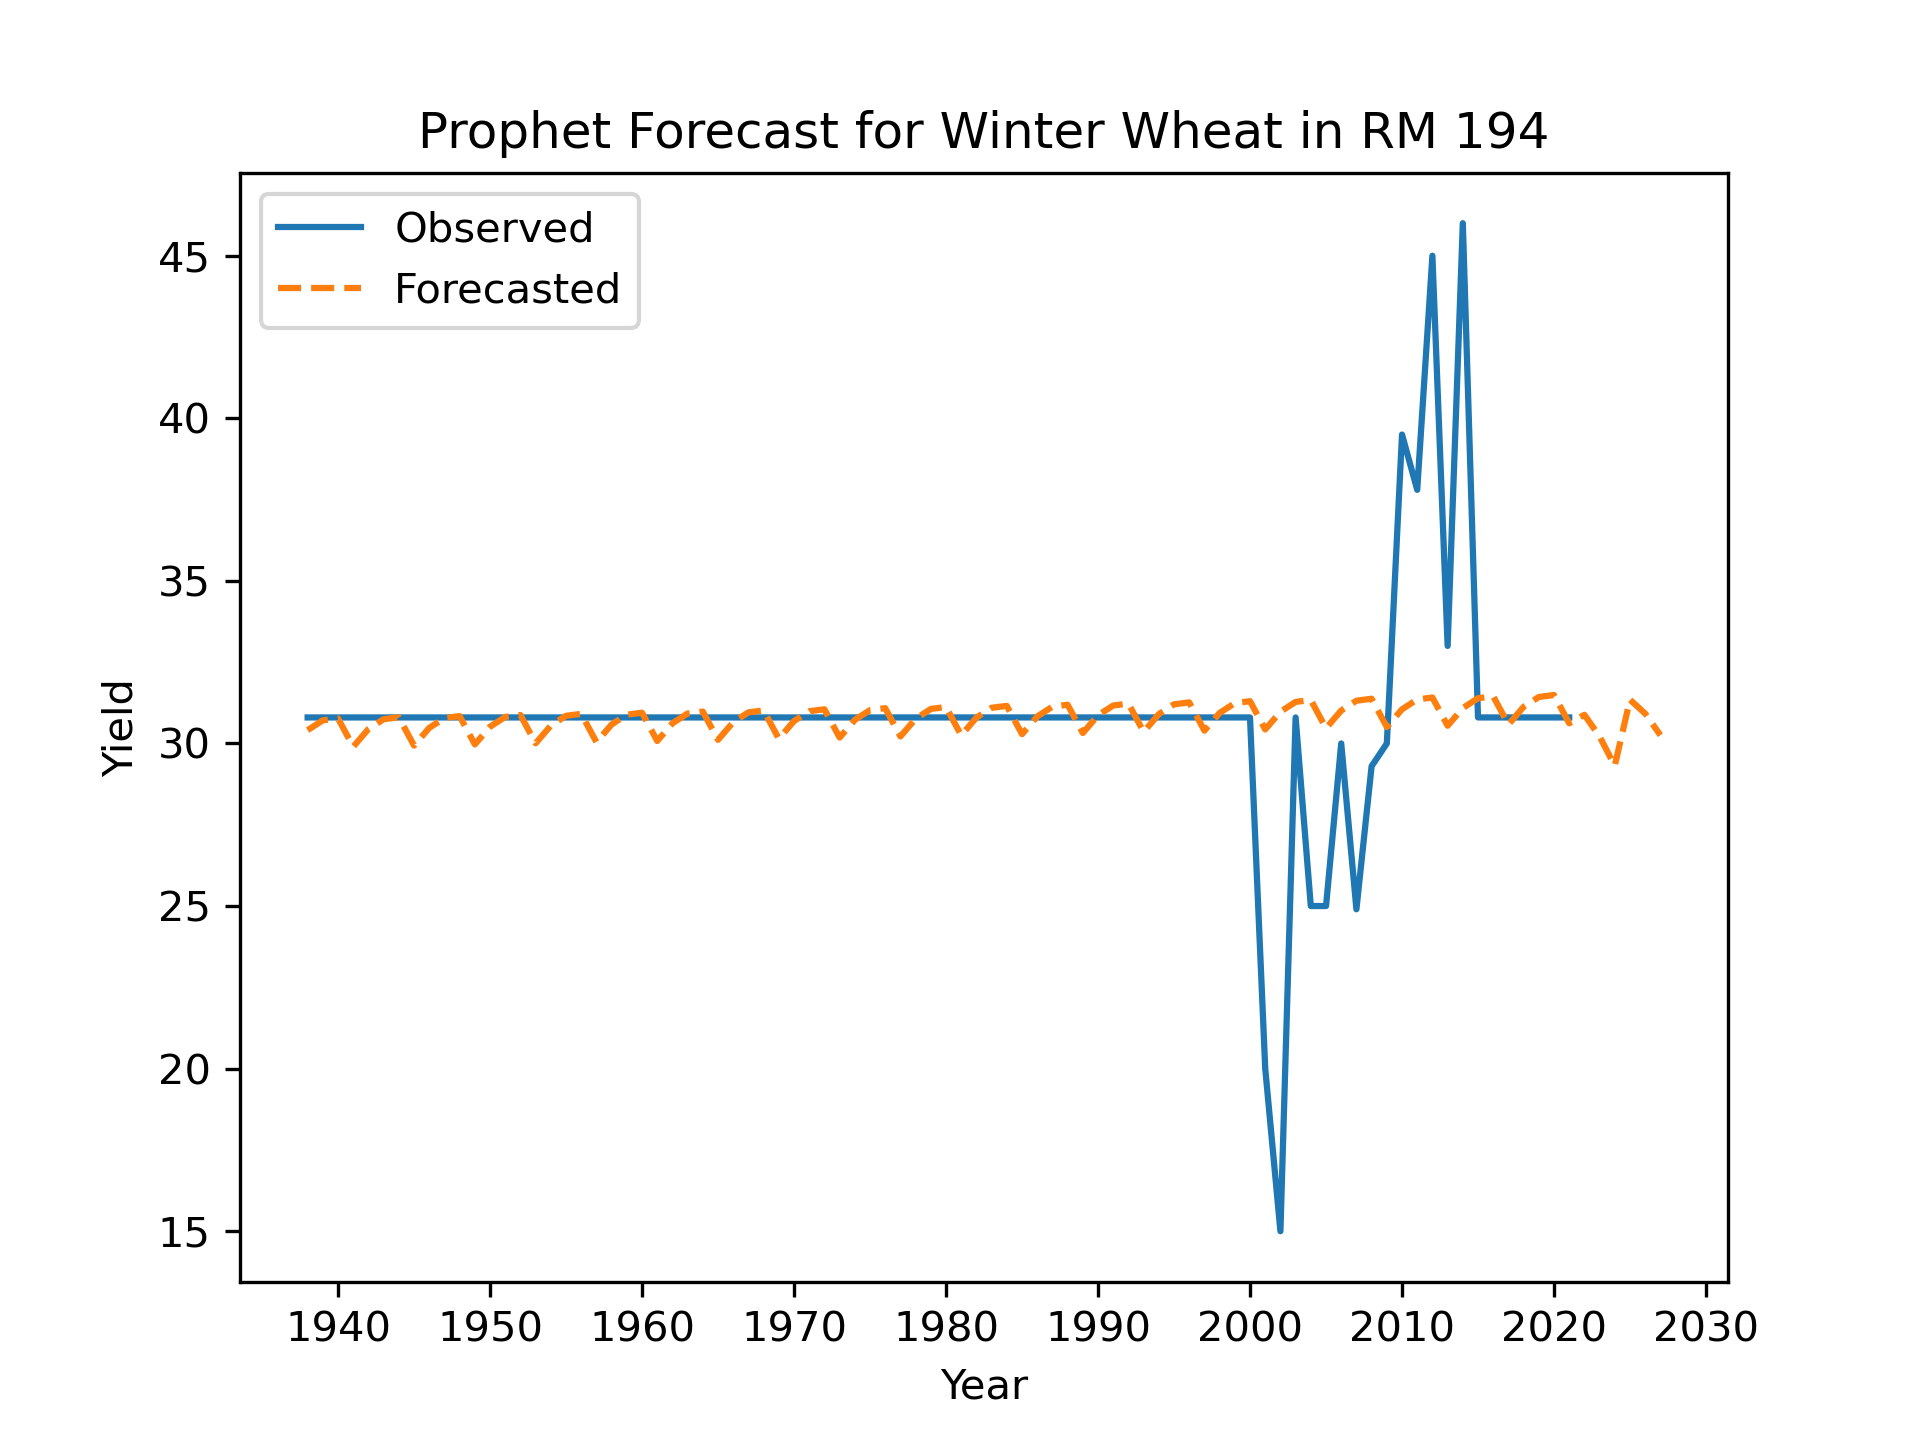 Prophet Forecast for Winter Wheat in RM 194
Observed
Forecasted
45
40
35
30
25
20
15
Yield
1940 1950 1960 1970 1980 1990 2000 2010 2020 2030
Year